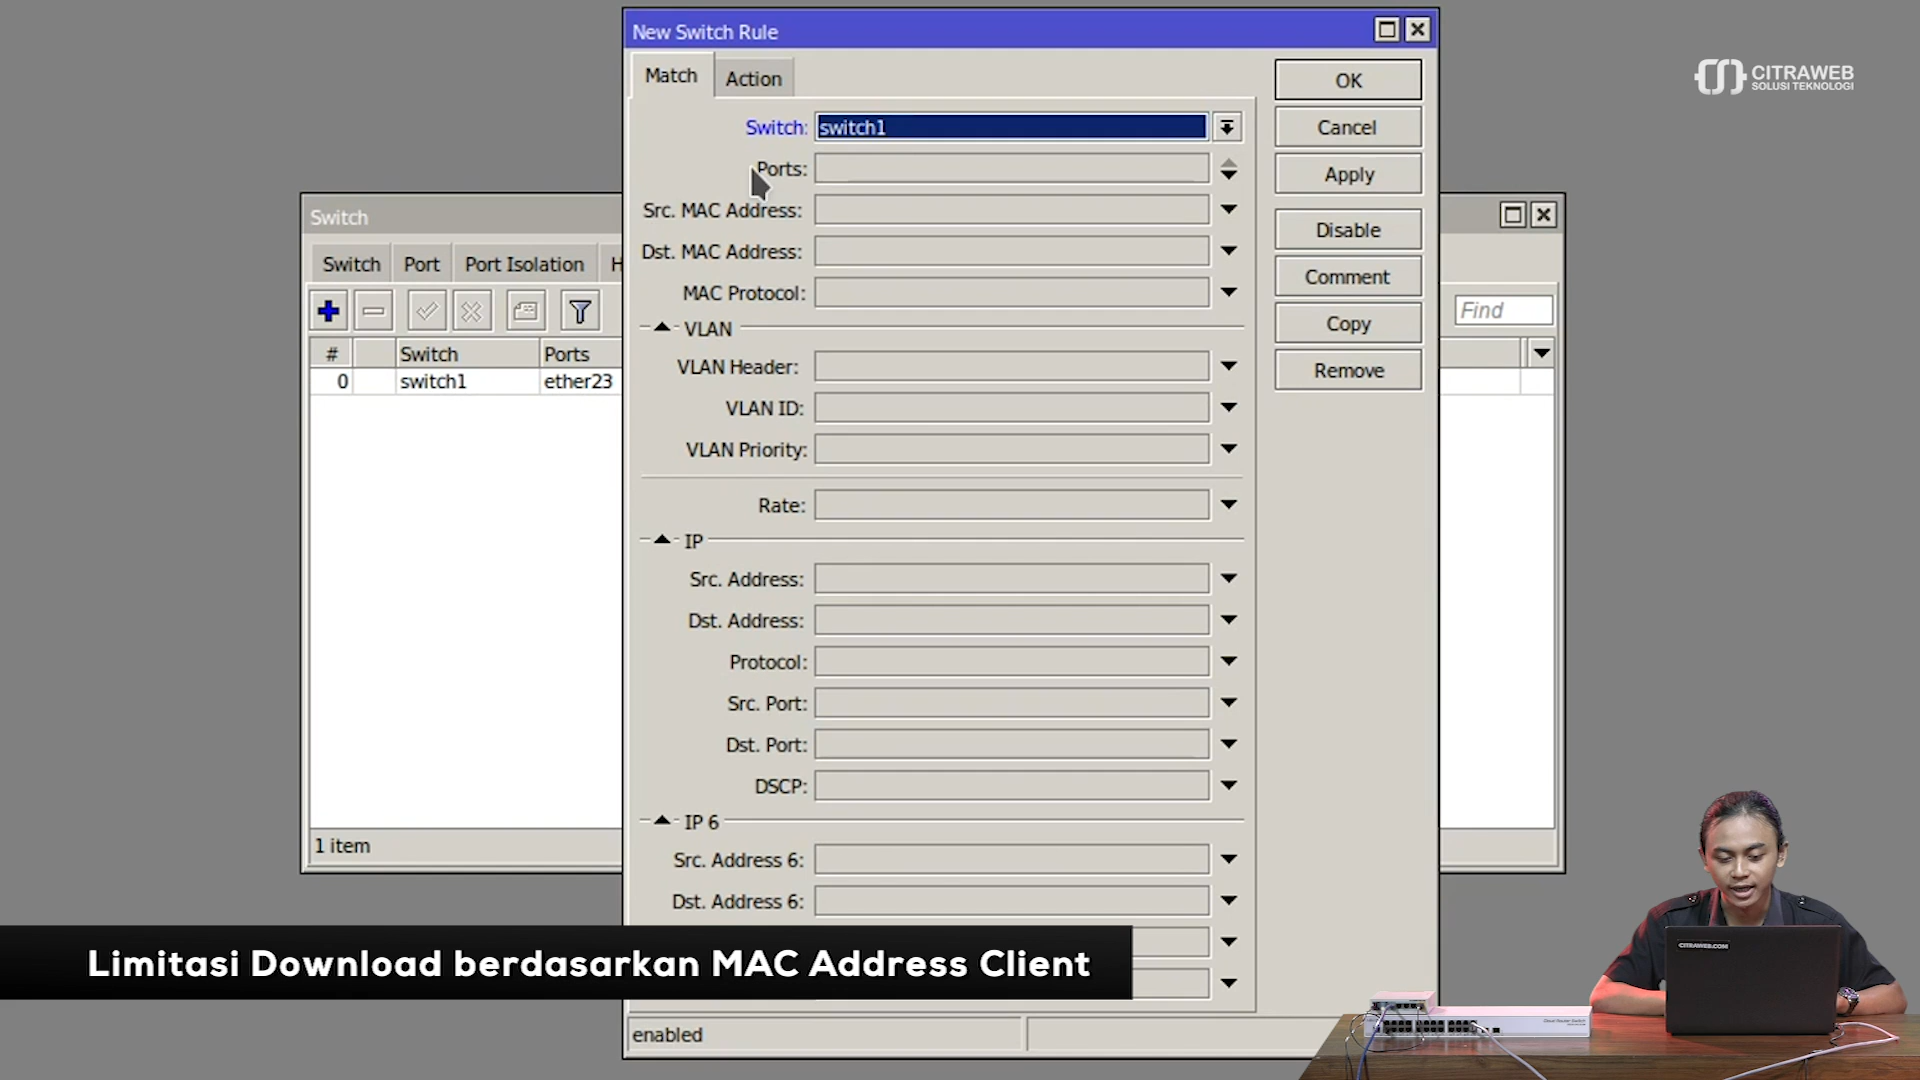 New Switch Rule
Match
Action
Switch: switch1
Ports:
Src. MAC Address:
Dst. MAC Address:
MAC Protocol:
VLAN
VLAN Header:
VLAN ID:
VLAN Priority:
Rate:
IP
Src. Address:
Dst. Address:
Protocol:
Src. Port:
Dst. Port:
DSCP:
IP 6
Src. Address 6:
Dst. Address 6:
enabled
OK
Cancel
Apply
Disable
Comment
Copy
Remove
Switch
Switch Port Port Isolation H
Find
# Switch Ports
0 switch1 ether23
1 item
CITRAWEB
SOLUSI TEKNOLOGI
Limitasi Download berdasarkan MAC Address Client
CITRAWEB.COM